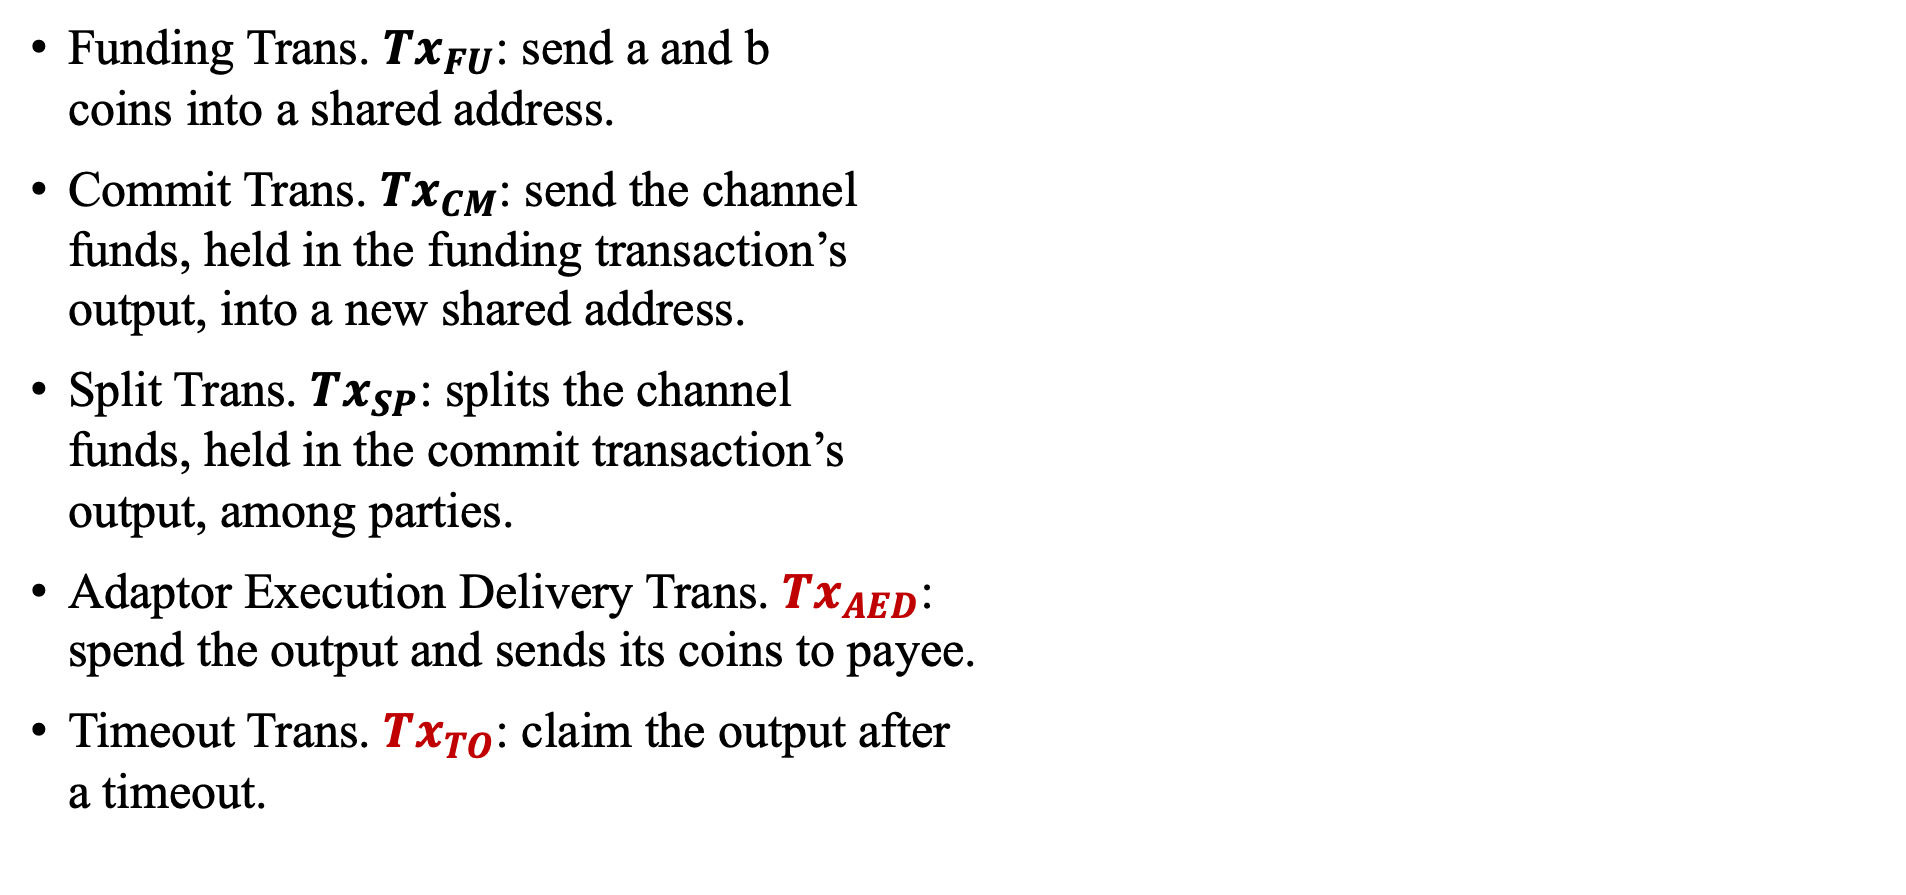 • Funding Trans. Tx_FU: send a and b
coins into a shared address.
• Commit Trans. Tx_CM: send the channel
funds, held in the funding transaction’s
output, into a new shared address.
• Split Trans. Tx_SP: splits the channel
funds, held in the commit transaction’s
output, among parties.
• Adaptor Execution Delivery Trans. Tx_AED:
spend the output and sends its coins to payee.
• Timeout Trans. Tx_TO: claim the output after
a timeout.